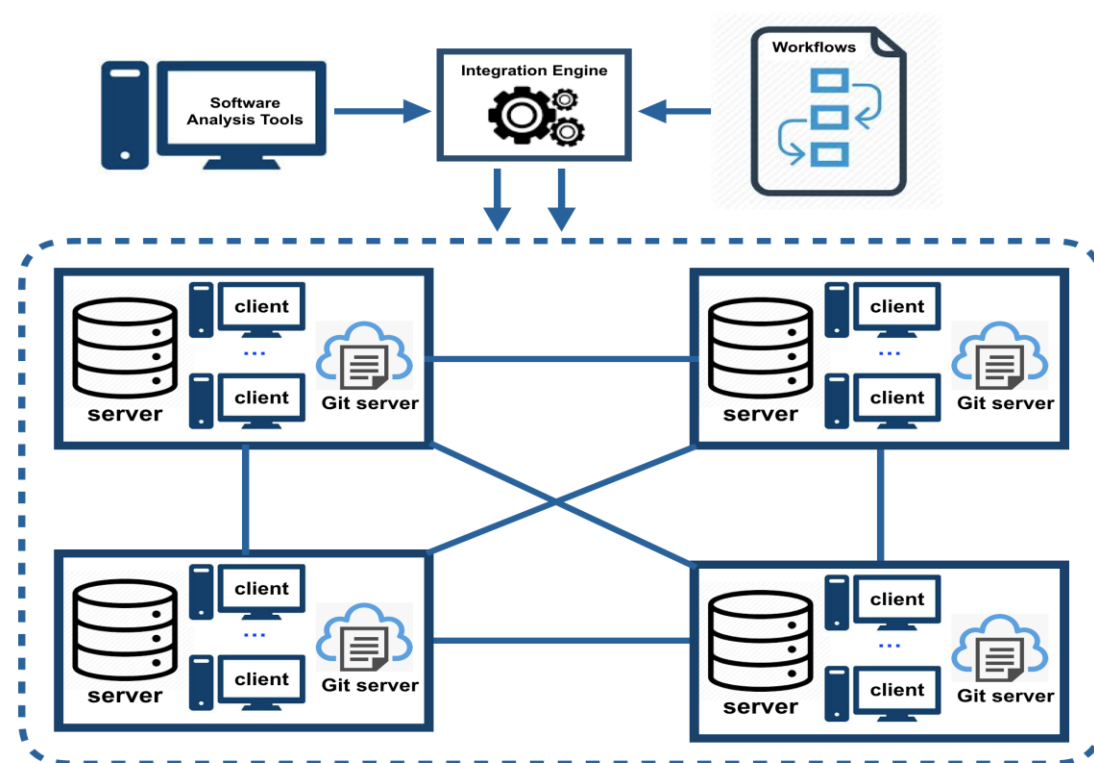 Workflows
Integration Engine
Software
Analysis Tools
client
...
client
server
Git server
client
...
client
server
Git server
client
...
client
server
Git server
client
...
client
server
Git server